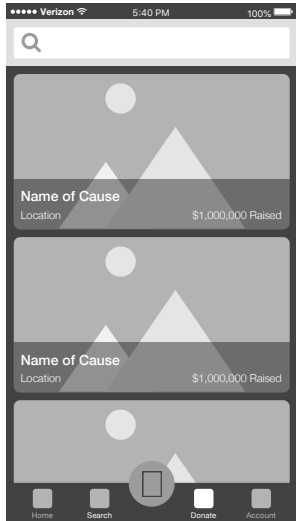 Verizon 5:40 PM 100%
Name of Cause
Location $1,000,000 Raised
Name of Cause
Location $1,000,000 Raised
Home Search Donate Account